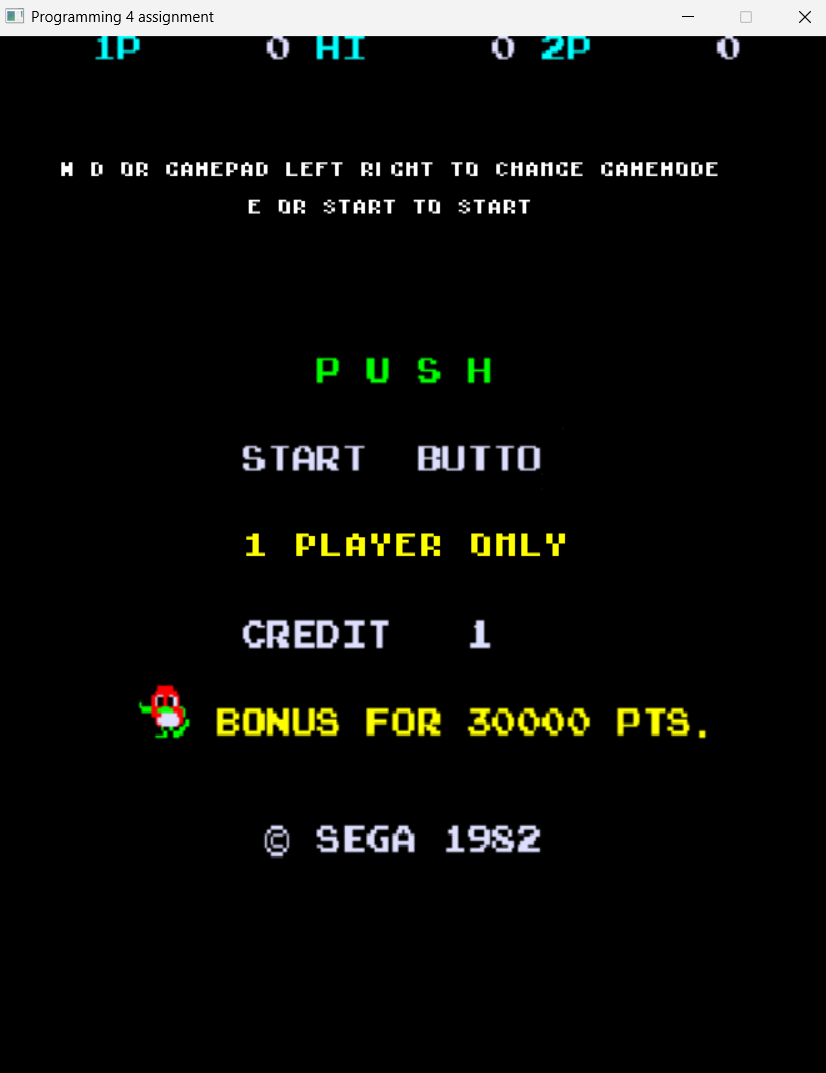 1P 0 HI 0 2P 0
D OR GAMEPAD LEFT RIGHT TO CHANGE GAMEMODE
E OR START TO START
P U S H
START BUTTO
1 PLAYER ONLY
CREDIT 1
BONUS FOR 30000 PTS.
© SEGA 1982
Programming 4 assignment